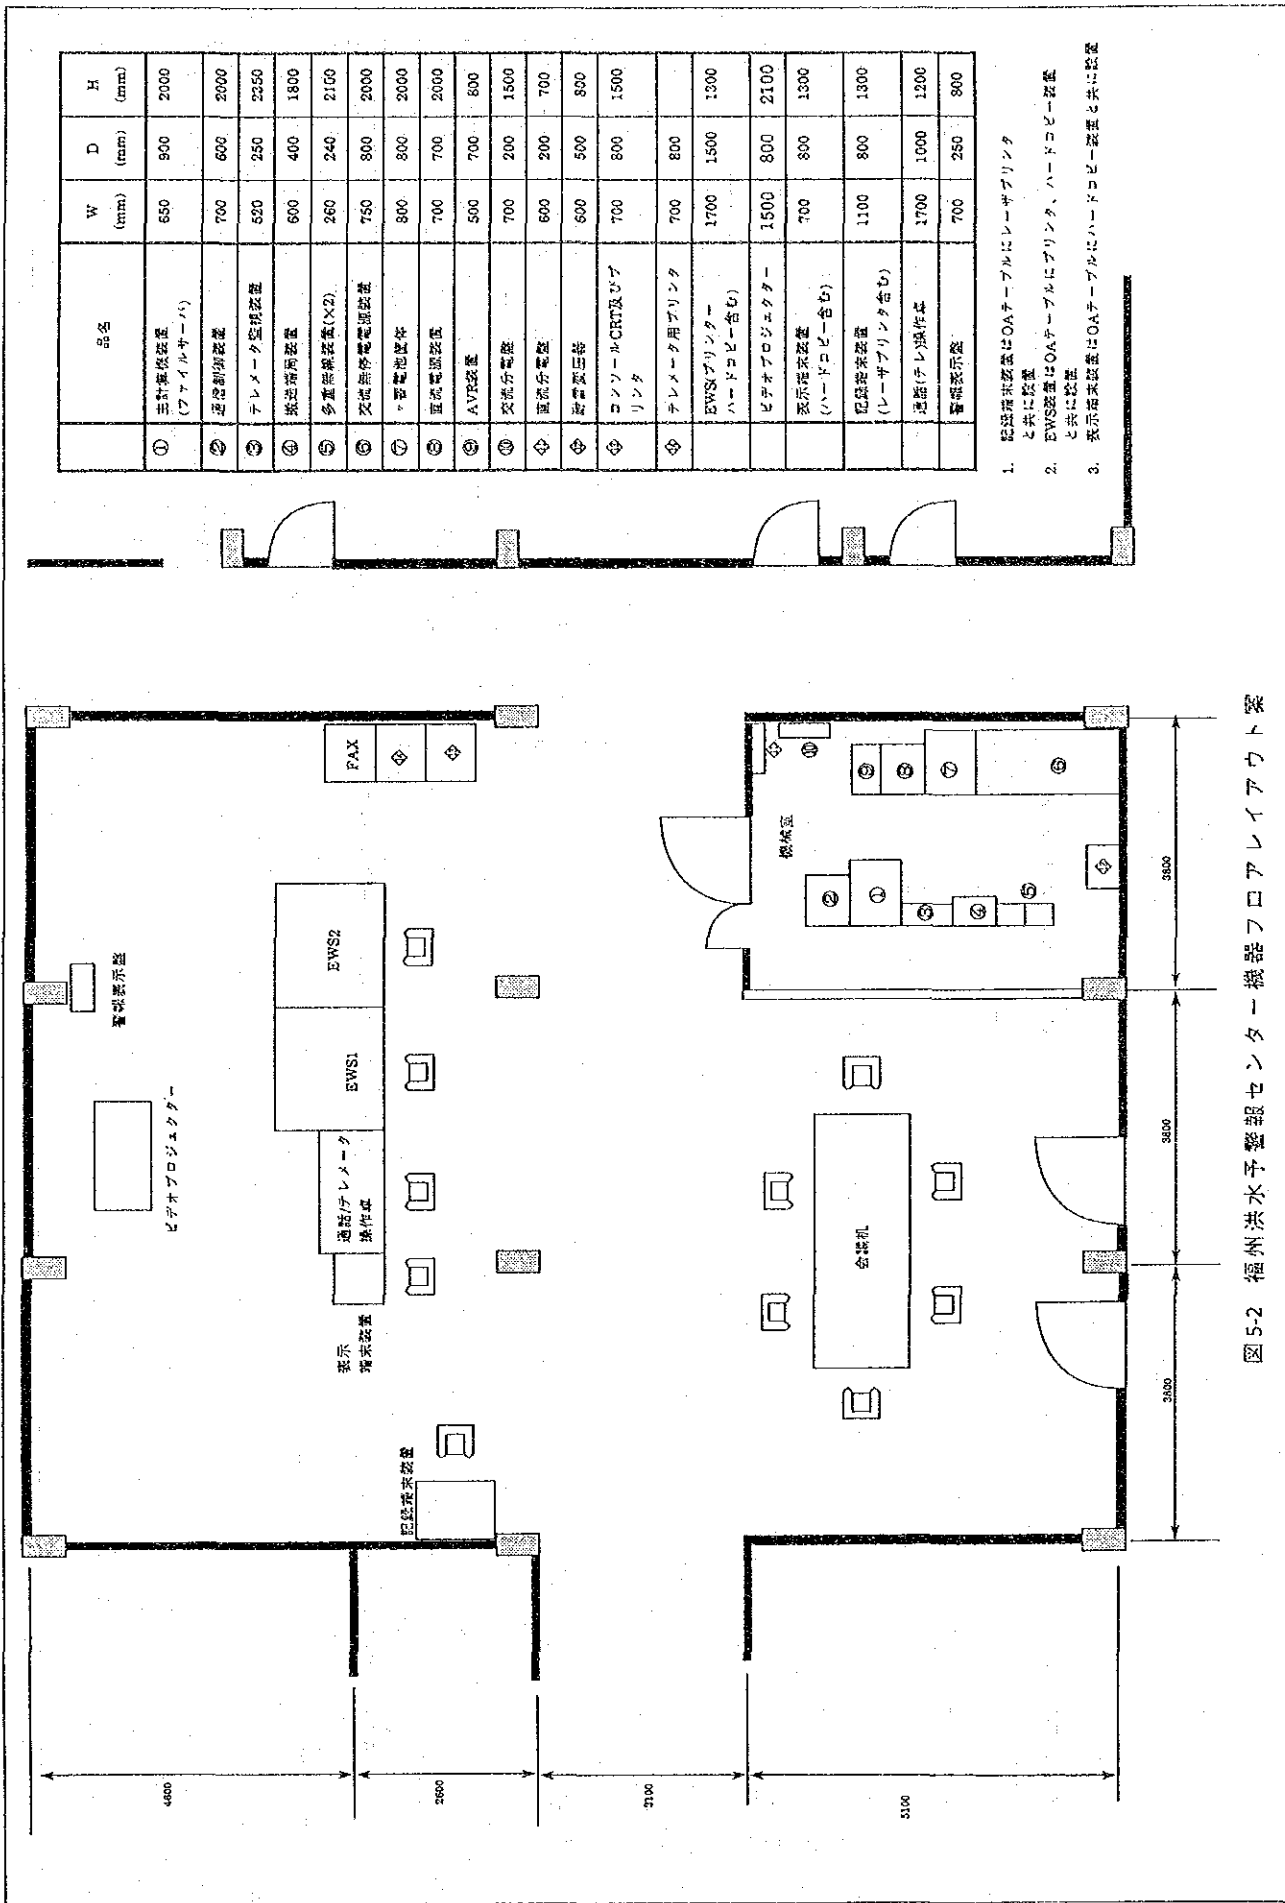 品名 W (mm) D (mm) H (mm)
① 主計算機装置 (ファイルサーバ) 650 900 2000
② 通信制御装置 700 600 2000
③ テレメータ監視装置 520 250 2350
④ 搬送端局装置 600 400 1800
⑤ 多重無線装置(×2) 260 240 2100
⑥ 交流無停電電源装置 750 800 2000
⑦ 〃蓄電池筐体 800 800 2000
⑧ 直流電源装置 700 700 2000
⑨ AVR装置 500 700 800
⑩ 交流分電盤 700 200 1500
直流分電盤 600 200 700
耐雷変圧器 600 500 800
コンソールCRT及びプリンタ 700 800 1500
テレメータ用プリンタ 700 800
EWS(プリンター ハードコピー含む) 1700 1500 1300
ビデオプロジェクター 1500 800 2100
表示端末装置 (ハードコピー含む) 700 800 1300
記録端末装置 (レーザプリンタ含む) 1100 800 1300
通話(テレ)操作卓 1700 1000 1200
警報表示盤 700 250 800
1. 記録端末装置はOAテーブルにレーザプリンタ
と共に設置
2. EWS装置はOAテーブルにプリンタ、ハードコピー装置
と共に設置
3. 表示端末装置はOAテーブルにハードコピー装置と共に設置
警報表示盤
ビデオプロジェクター
FAX
EWS2
EWS1
通話/テレメータ
操作卓
表示
端末装置
記録端末装置
機械室
⑩
⑨
⑧
⑦
⑥
②
①
③
④
⑤
会議机
4600
2600
5100
3800
3800
3800
図5-2 福州洪水予警報センター機器フロアレイアウト案